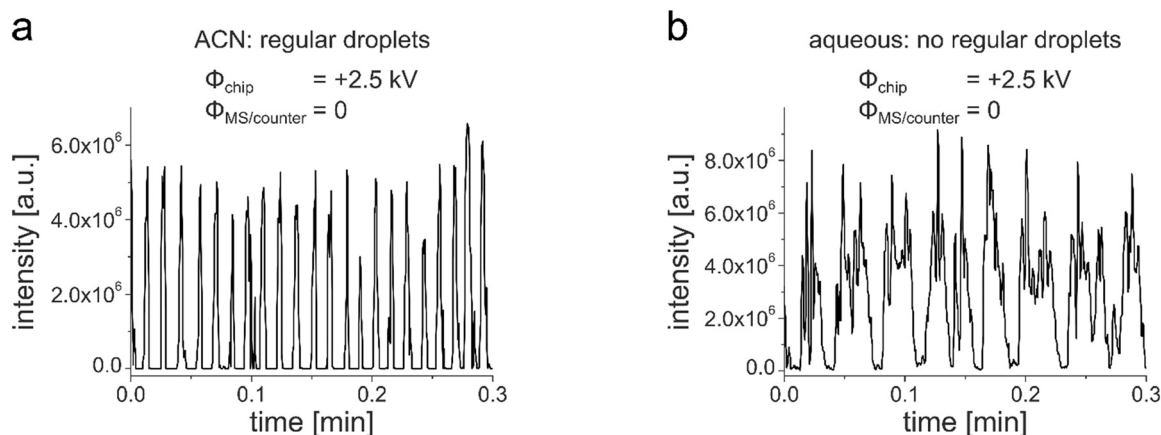 a
ACN: regular droplets
Φchip = +2.5 kV
ΦMS/counter = 0
intensity [a.u.]
6.0x10⁶
4.0x10⁶
2.0x10⁶
0.0
0.0 0.1 0.2 0.3
time [min]
b
aqueous: no regular droplets
Φchip = +2.5 kV
ΦMS/counter = 0
intensity [a.u.]
8.0x10⁶
6.0x10⁶
4.0x10⁶
2.0x10⁶
0.0
0.0 0.1 0.2 0.3
time [min]